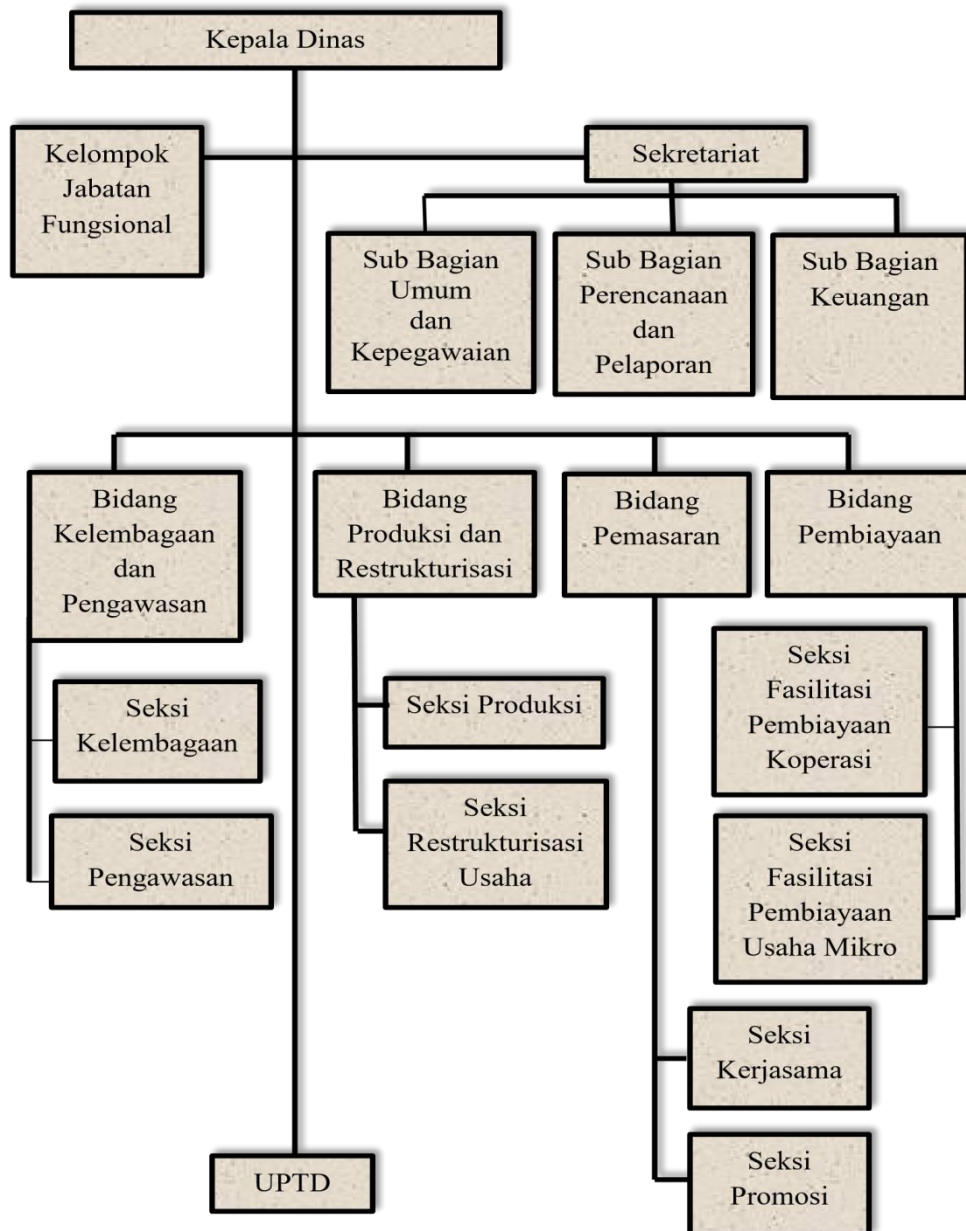 Kepala Dinas
Kelompok
Jabatan
Fungsional
Sekretariat
Sub Bagian
Umum
dan
Kepegawaian
Sub Bagian
Perencanaan
dan
Pelaporan
Sub Bagian
Keuangan
Bidang
Kelembagaan
dan
Pengawasan
Bidang
Produksi dan
Restrukturisasi
Bidang
Pemasaran
Bidang
Pembiayaan
Seksi
Kelembagaan
Seksi
Pengawasan
Seksi Produksi
Seksi
Restrukturisasi
Usaha
Seksi
Fasilitasi
Pembiayaan
Koperasi
Seksi
Fasilitasi
Pembiayaan
Usaha Mikro
Seksi
Kerjasama
Seksi
Promosi
UPTD